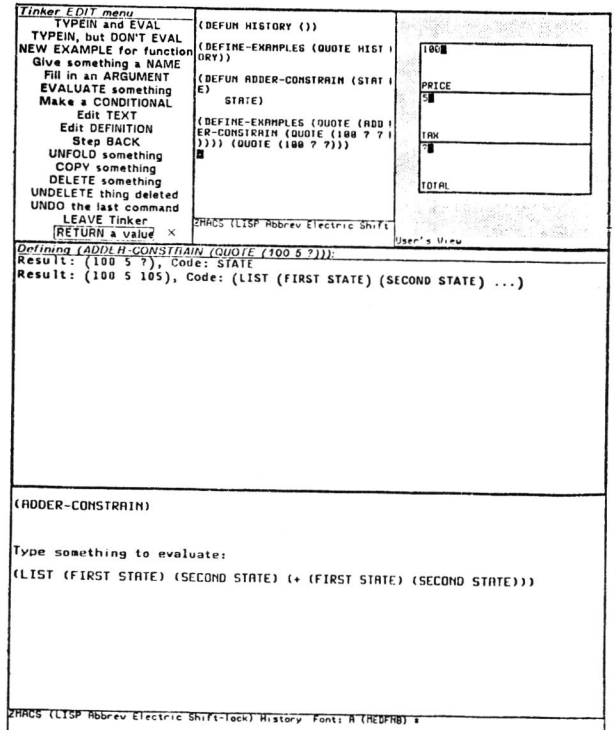 Tinker EDIT menu
TYPEIN and EVAL
TYPEIN, but DON'T EVAL
NEW EXAMPLE for function
Give something a NAME
Fill in an ARGUMENT
EVALUATE something
Make a CONDITIONAL
Edit TEXT
Edit DEFINITION
Step BACK
UNFOLD something
COPY something
DELETE something
UNDELETE thing deleted
UNDO the last command
LEAVE Tinker
RETURN a value ×
(DEFUN HISTORY ())
(DEFINE-EXAMPLES (QUOTE HIST !
ORY))
(DEFUN ADDER-CONSTRAIN (STAT !
E)
STATE)
(DEFINE-EXAMPLES (QUOTE (ADD !
ER-CONSTRAIN (QUOTE (100 ? ? !
)))) (QUOTE (100 ? ?)))
ZMACS (LISP Abbrev Electric Shift
100
PRICE
5
TAX
?
TOTAL
User's View
Defining (ADDER-CONSTRAIN (QUOTE (100 5 ?))):
Result: (100 5 ?), Code: STATE
Result: (100 5 105), Code: (LIST (FIRST STATE) (SECOND STATE) ...)
(ADDER-CONSTRAIN)
Type something to evaluate:
(LIST (FIRST STATE) (SECOND STATE) (+ (FIRST STATE) (SECOND STATE)))
ZMACS (LISP Abbrev Electric Shift-lock) History Font: A (MEDFNB) *